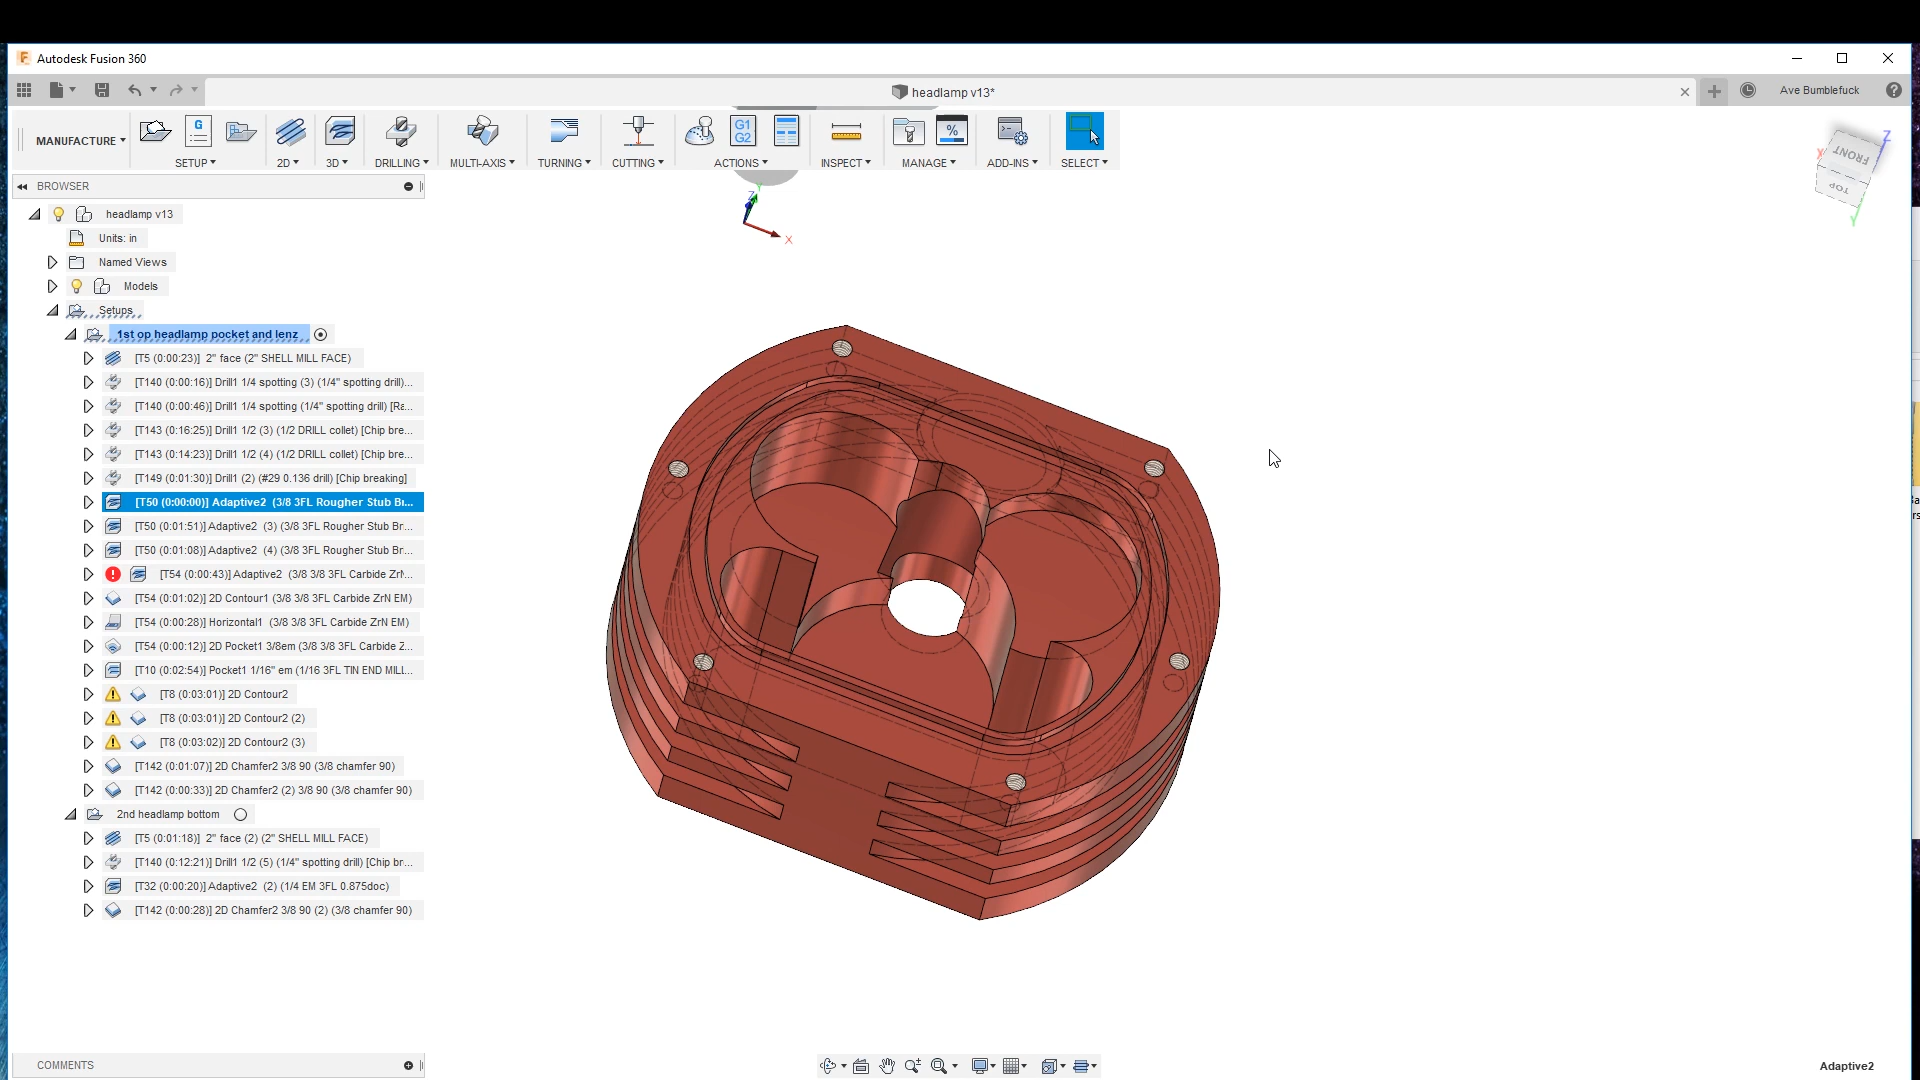 Autodesk Fusion 360
headlamp v13*
Ave Bumblefuck
MANUFACTURE
SETUP
2D
3D
DRILLING
MULTI-AXIS
TURNING
CUTTING
G1
G2
ACTIONS
INSPECT
MANAGE
ADD-INS
SELECT
FRONT
TOP
X
Y
Z
BROWSER
headlamp v13
Units: in
Named Views
Models
Setups
1st op headlamp pocket and lenz
[T5 (0:00:23)] 2" face (2" SHELL MILL FACE)
[T140 (0:00:16)] Drill1 1/4 spotting (3) (1/4" spotting drill)...
[T140 (0:00:46)] Drill1 1/4 spotting (1/4" spotting drill) [Ra...
[T143 (0:16:25)] Drill1 1/2 (3) (1/2 DRILL collet) [Chip bre...
[T143 (0:14:23)] Drill1 1/2 (4) (1/2 DRILL collet) [Chip bre...
[T149 (0:01:30)] Drill1 (2) (#29 0.136 drill) [Chip breaking]
[T50 (0:00:00)] Adaptive2 (3/8 3FL Rougher Stub Br...
[T50 (0:01:51)] Adaptive2 (3) (3/8 3FL Rougher Stub Br...
[T50 (0:01:08)] Adaptive2 (4) (3/8 3FL Rougher Stub Br...
[T54 (0:00:43)] Adaptive2 (3/8 3/8 3FL Carbide ZrN...
[T54 (0:01:02)] 2D Contour1 (3/8 3/8 3FL Carbide ZrN EM)
[T54 (0:00:28)] Horizontal1 (3/8 3/8 3FL Carbide ZrN EM)
[T54 (0:00:12)] 2D Pocket1 3/8em (3/8 3/8 3FL Carbide Z...
[T10 (0:02:54)] Pocket1 1/16" em (1/16 3FL TIN END MILL...
[T8 (0:03:01)] 2D Contour2
[T8 (0:03:01)] 2D Contour2 (2)
[T8 (0:03:02)] 2D Contour2 (3)
[T142 (0:01:07)] 2D Chamfer2 3/8 90 (3/8 chamfer 90)
[T142 (0:00:33)] 2D Chamfer2 (2) 3/8 90 (3/8 chamfer 90)
2nd headlamp bottom
[T5 (0:01:18)] 2" face (2) (2" SHELL MILL FACE)
[T140 (0:12:21)] Drill1 1/2 (5) (1/4" spotting drill) [Chip br...
[T32 (0:00:20)] Adaptive2 (2) (1/4 EM 3FL 0.875doc)
[T142 (0:00:28)] 2D Chamfer2 3/8 90 (2) (3/8 chamfer 90)
COMMENTS
Adaptive2